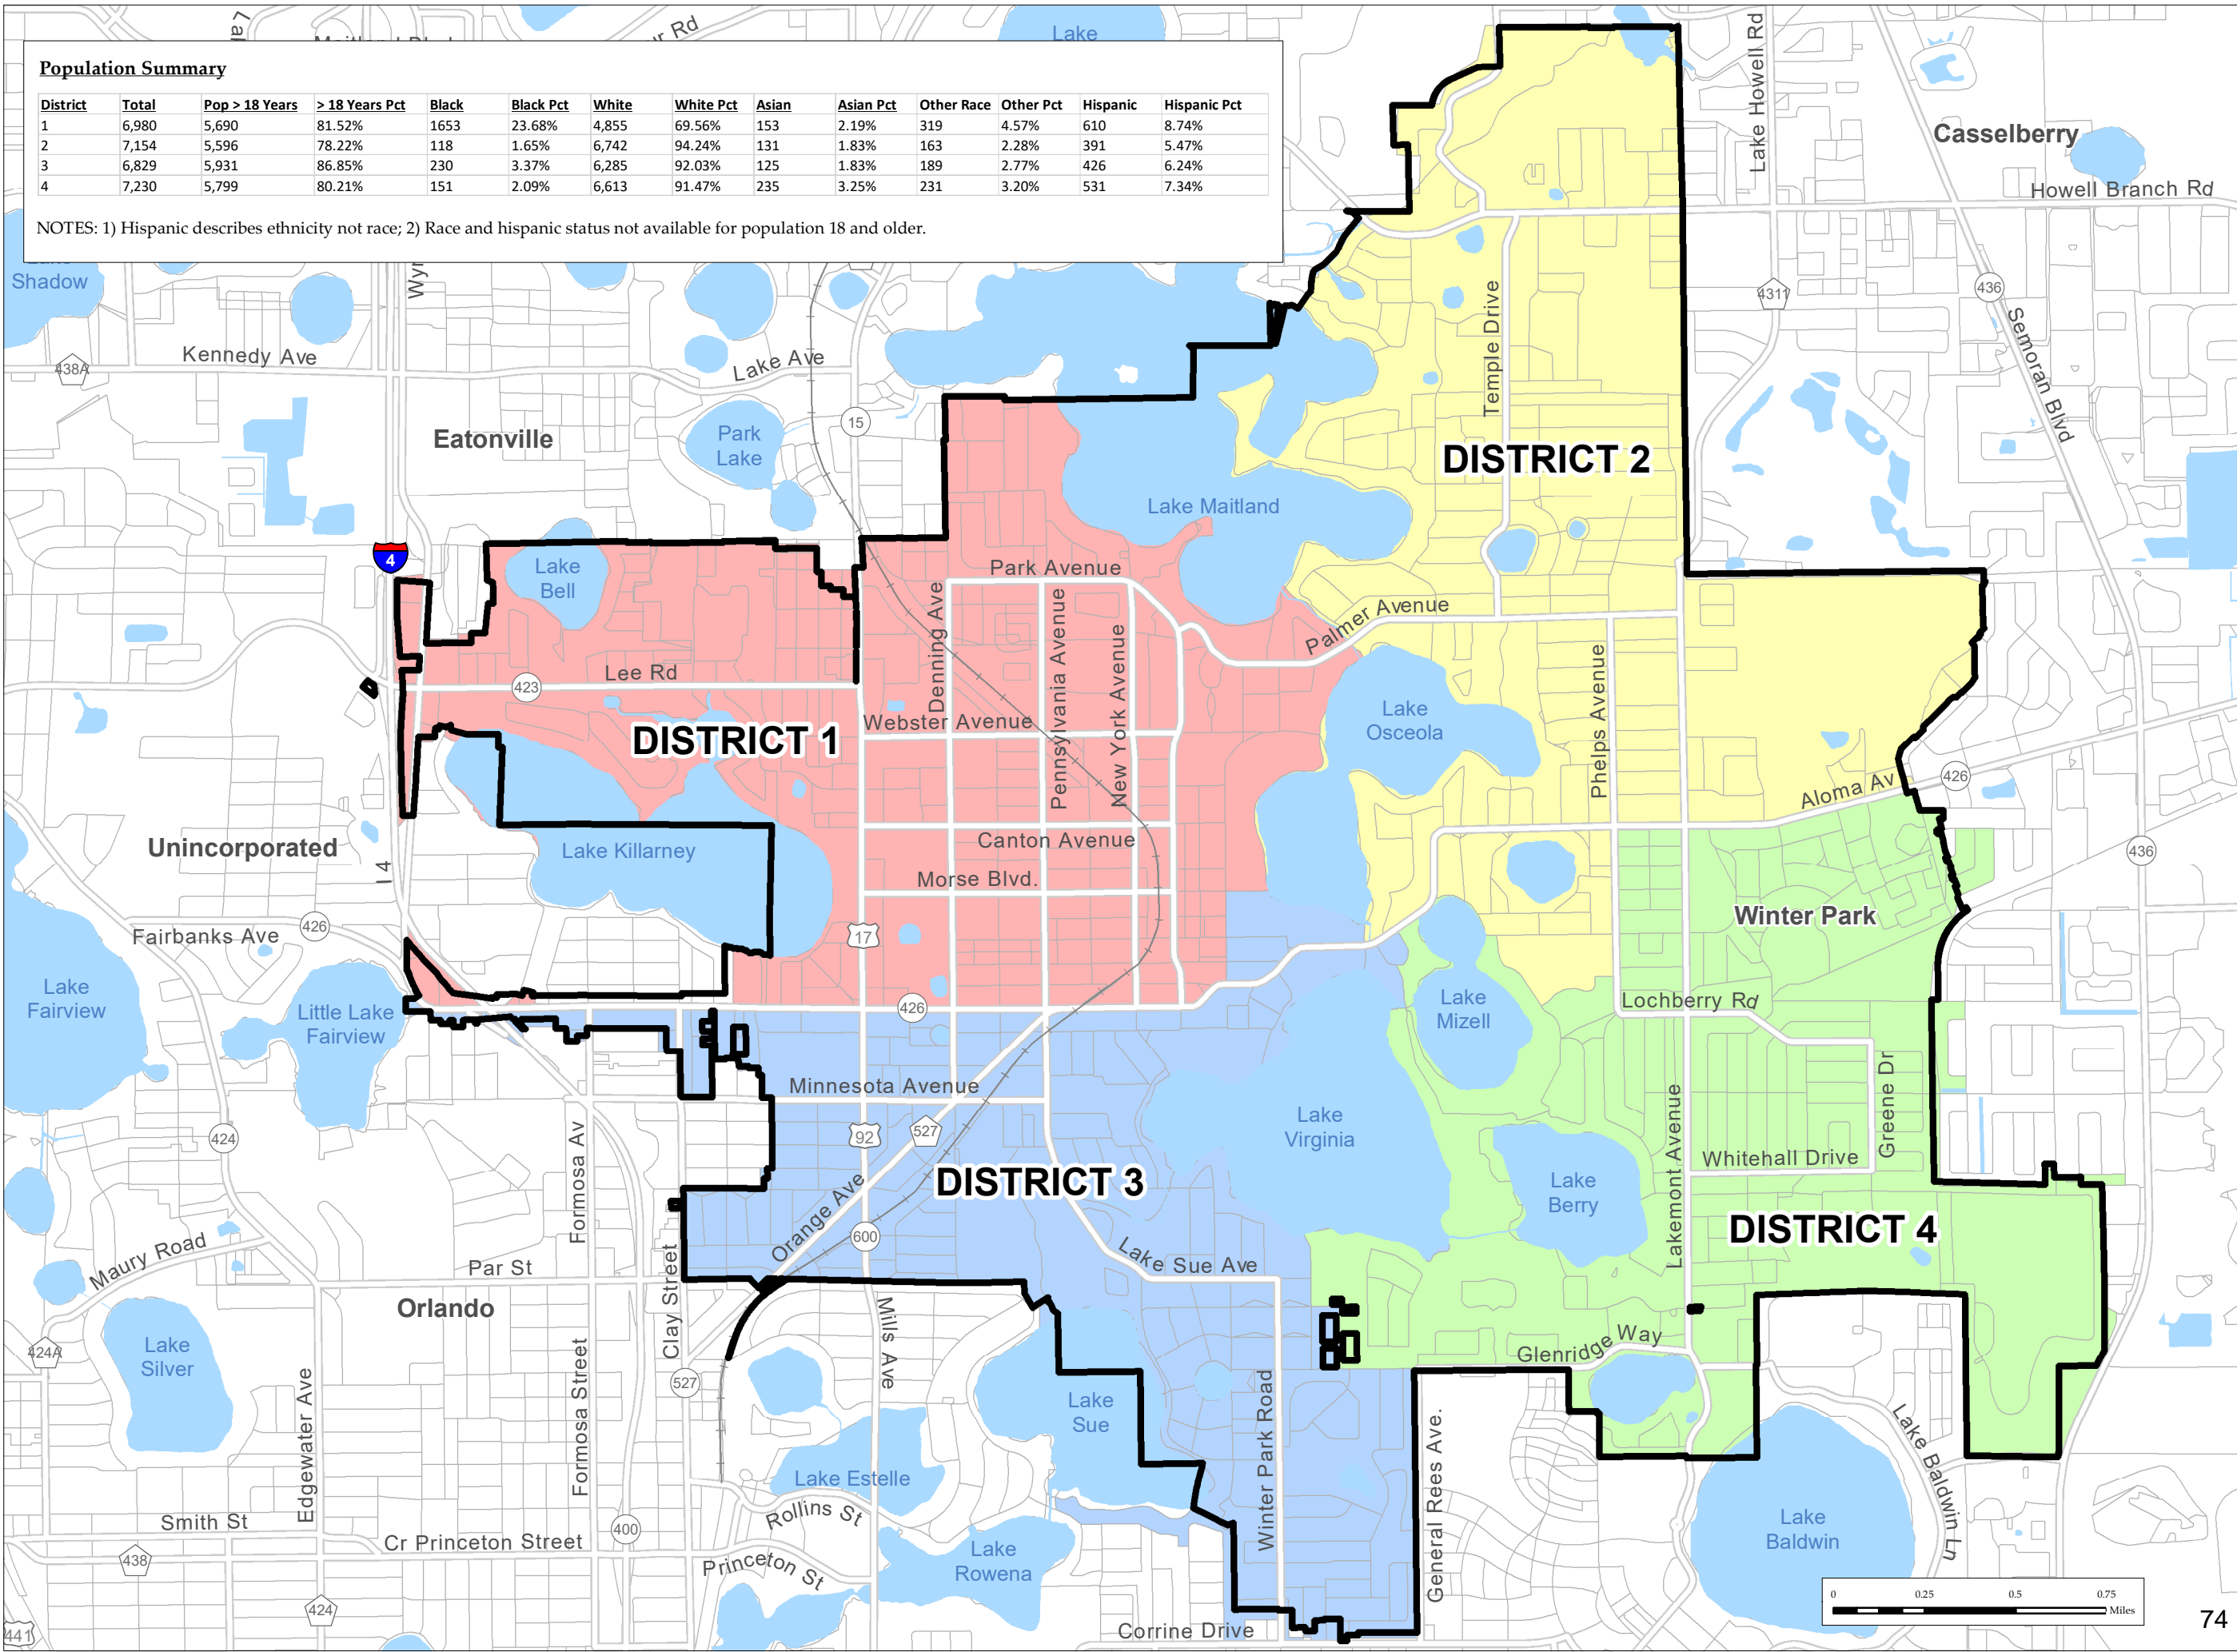 Population Summary
District Total Pop > 18 Years > 18 Years Pct Black Black Pct White White Pct Asian Asian Pct Other Race Other Pct Hispanic Hispanic Pct
1 6,980 5,690 81.52% 1653 23.68% 4,855 69.56% 153 2.19% 319 4.57% 610 8.74%
2 7,154 5,596 78.22% 118 1.65% 6,742 94.24% 131 1.83% 163 2.28% 391 5.47%
3 6,829 5,931 86.85% 230 3.37% 6,285 92.03% 125 1.83% 189 2.77% 426 6.24%
4 7,230 5,799 80.21% 151 2.09% 6,613 91.47% 235 3.25% 231 3.20% 531 7.34%
NOTES: 1) Hispanic describes ethnicity not race; 2) Race and hispanic status not available for population 18 and older.
Lake
Rd
Lake Howell Rd
Casselberry
Howell Branch Rd
Shadow
4311
436
Semoran Blvd
Temple Drive
Kennedy Ave
438A
Lake Ave
15
Eatonville
Park
Lake
DISTRICT 2
Lake Maitland
4
Lake
Bell
Park Avenue
Denning Ave
Pennsylvania Avenue
New York Avenue
Palmer Avenue
Lee Rd
423
Webster Avenue
DISTRICT 1
Lake
Osceola
Phelps Avenue
Aloma Av
426
Unincorporated
I 4
Lake Killarney
Canton Avenue
Morse Blvd.
436
Winter Park
Fairbanks Ave
426
17
Lake
Fairview
Little Lake
Fairview
426
Lake
Mizell
Lochberry Rd
Greene Dr
Minnesota Avenue
92
527
424
Formosa Av
Lake
Virginia
Lakemont Avenue
Whitehall Drive
DISTRICT 3
Lake
Berry
DISTRICT 4
Orange Ave
600
Maury Road
Par St
Clay Street
Lake Sue Ave
Orlando
Mills Ave
Glenridge Way
424A
Lake
Silver
527
Edgewater Ave
Formosa Street
Lake
Sue
Winter Park Road
General Rees Ave.
Lake Baldwin Ln
Lake Estelle
Rollins St
Smith St
Cr Princeton Street
400
438
Princeton St
Lake
Rowena
Lake
Baldwin
424
441
Corrine Drive
0 0.25 0.5 0.75
Miles
74